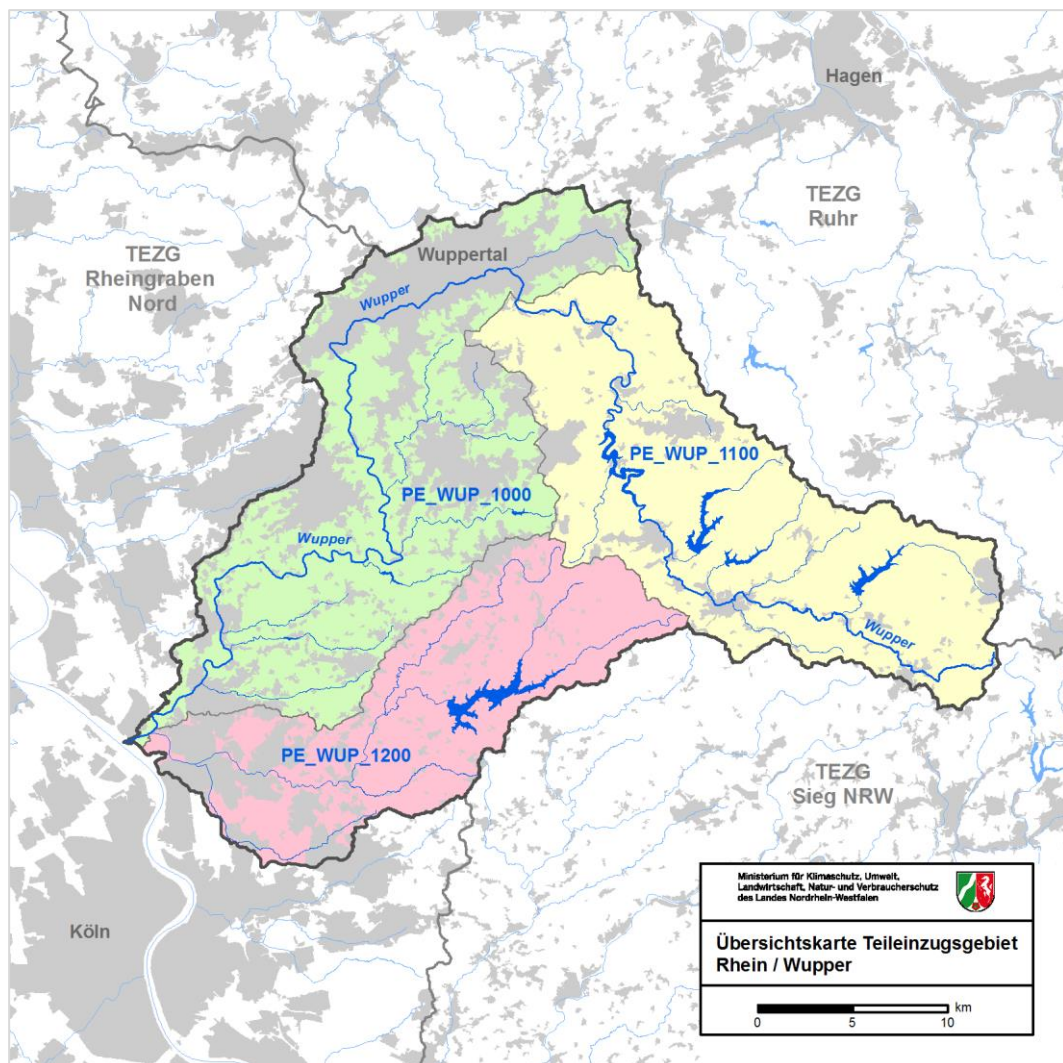 Hagen
TEZG
Ruhr
TEZG
Rheingraben
Nord
Wuppertal
Wupper
PE_WUP_1100
PE_WUP_1000
Wupper
Wupper
PE_WUP_1200
TEZG
Sieg NRW
Köln
Ministerium für Klimaschutz, Umwelt,
Landwirtschaft, Natur- und Verbraucherschutz
des Landes Nordrhein-Westfalen
Übersichtskarte Teileinzugsgebiet
Rhein / Wupper
km
0 5 10